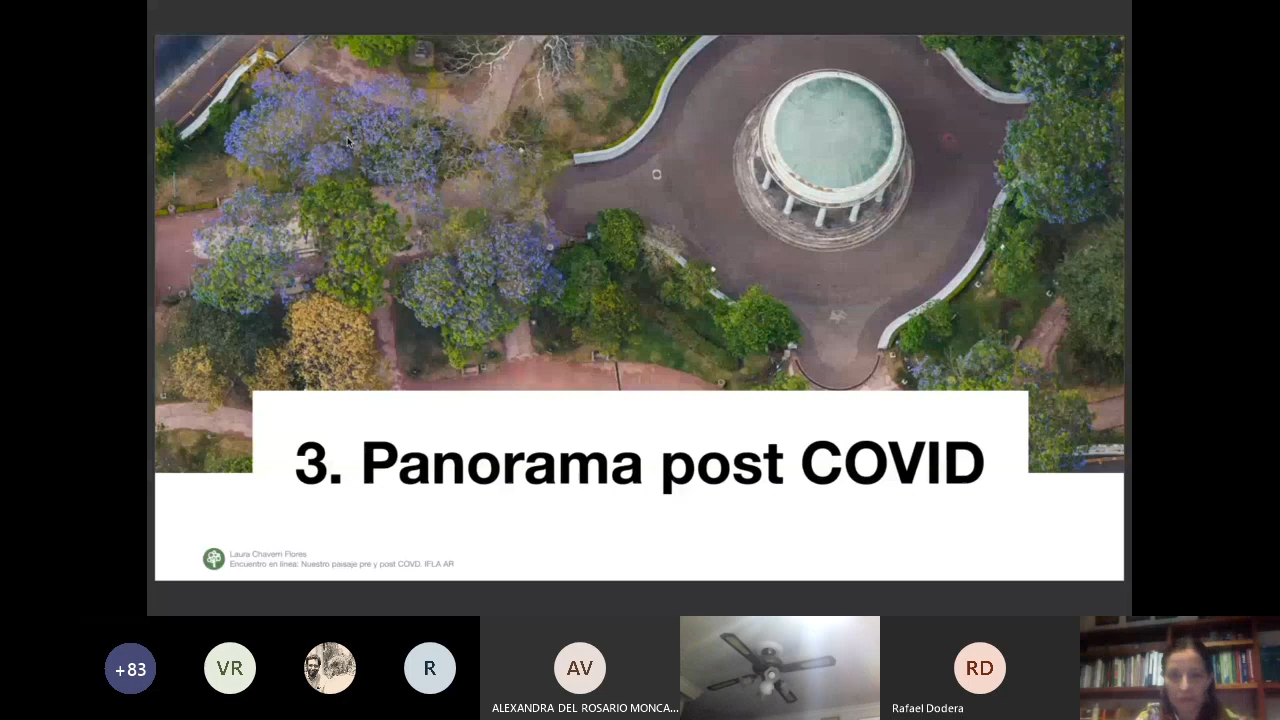 3. Panorama post COVID
Laura Chaverri Flores
Encuentro en línea: Nuestro paisaje pre y post COVD. IFLA AR
+83
VR
R
AV
RD
ALEXANDRA DEL ROSARIO MONCA...
Rafael Dodera